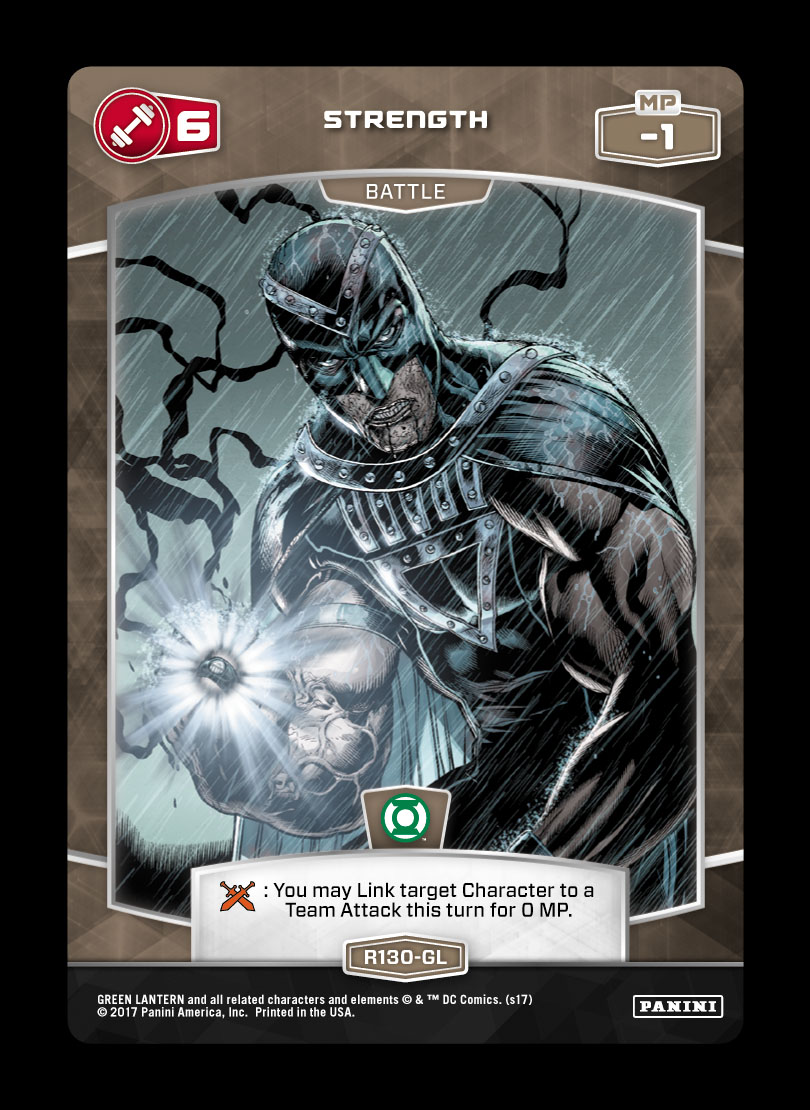 6
STRENGTH
MP
-1
BATTLE
™
: You may Link target Character to a
Team Attack this turn for 0 MP.
R130-GL
GREEN LANTERN and all related characters and elements © & ™ DC Comics. (s17)
© 2017 Panini America, Inc. Printed in the USA.
PANINI